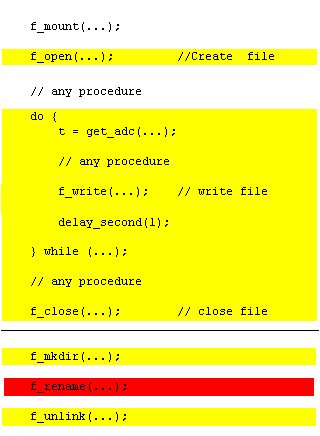 f_mount(...);
f_open(...); //Create file
// any procedure
do {
t = get_adc(...);
// any procedure
f_write(...); // write file
delay_second(1);
} while (...);
// any procedure
f_close(...); // close file
f_mkdir(...);
f_rename(...);
f_unlink(...);